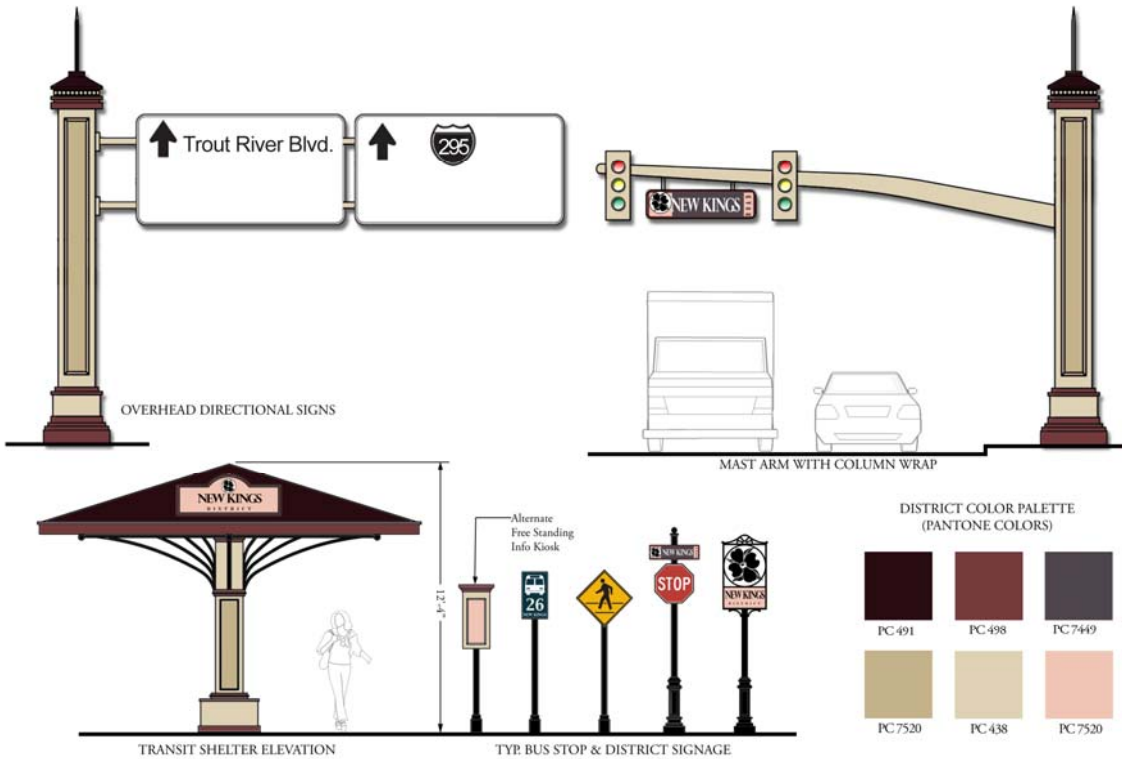 Trout River Blvd.
295
NEW KINGS
OVERHEAD DIRECTIONAL SIGNS
MAST ARM WITH COLUMN WRAP
NEW KINGS
DISTRICT
12'-4"
TRANSIT SHELTER ELEVATION
Alternate
Free Standing
Info Kiosk
26
NEW KINGS
NEW KINGS
STOP
NEW KINGS
DISTRICT
TYP. BUS STOP & DISTRICT SIGNAGE
DISTRICT COLOR PALETTE
(PANTONE COLORS)
PC 491
PC 498
PC 7449
PC 7520
PC 438
PC 7520